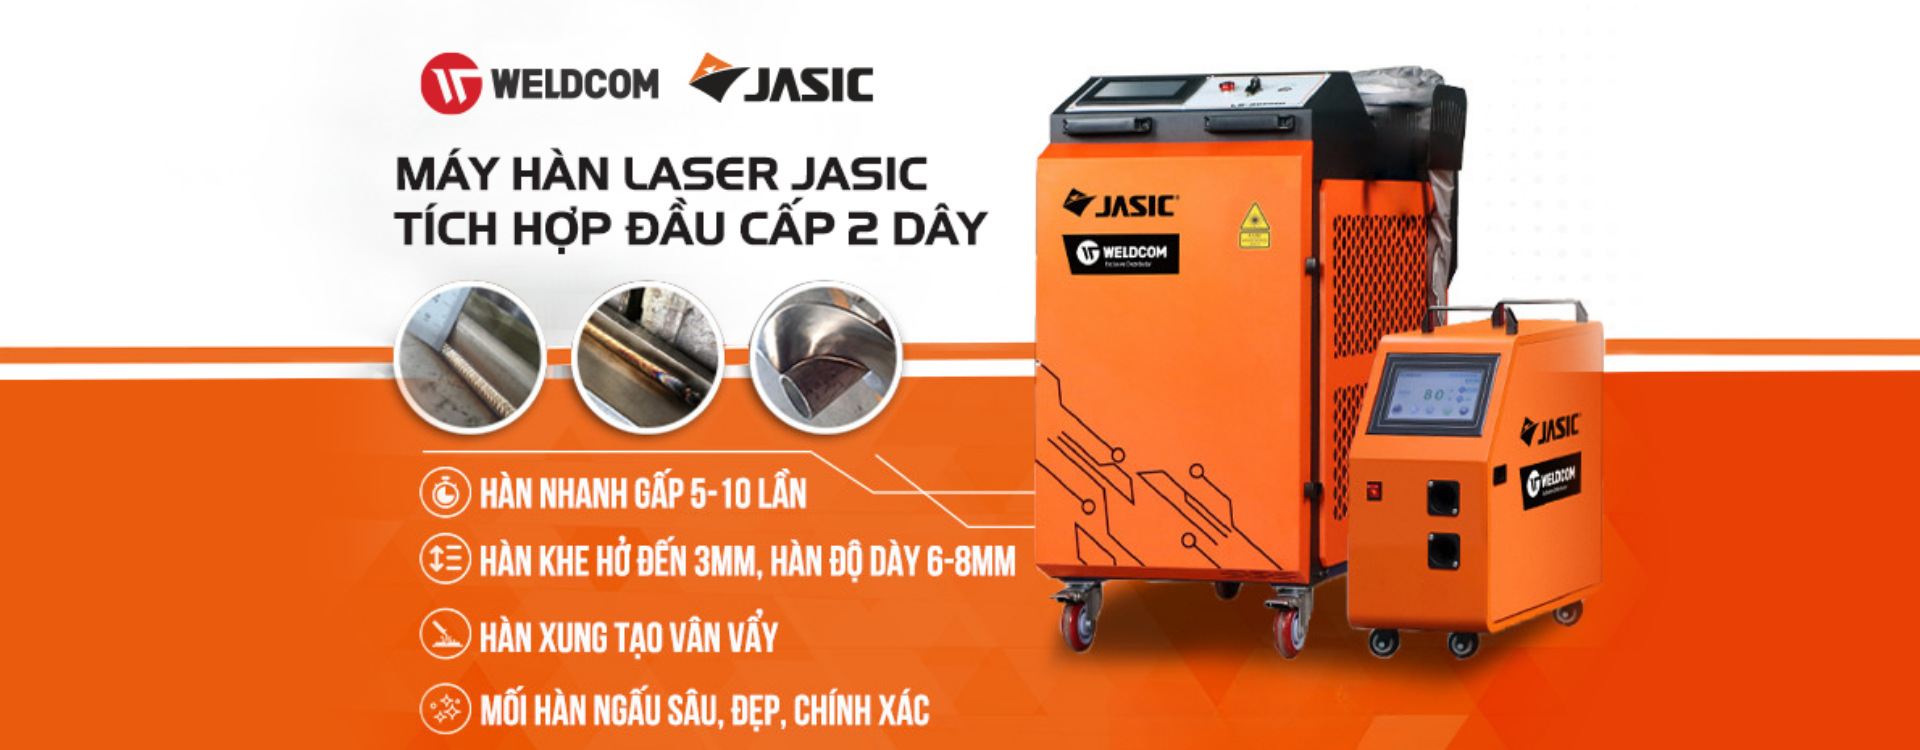 WELDCOM JASIC
MÁY HÀN LASER JASIC
TÍCH HỢP ĐẦU CẤP 2 DÂY
HÀN NHANH GẤP 5-10 LẦN
HÀN KHE HỞ ĐẾN 3MM, HÀN ĐỘ DÀY 6-8MM
HÀN XUNG TẠO VÂN VẨY
MỐI HÀN NGẤU SÂU, ĐẸP, CHÍNH XÁC
JASIC
WELDCOM
80
JASIC
WELDCOM